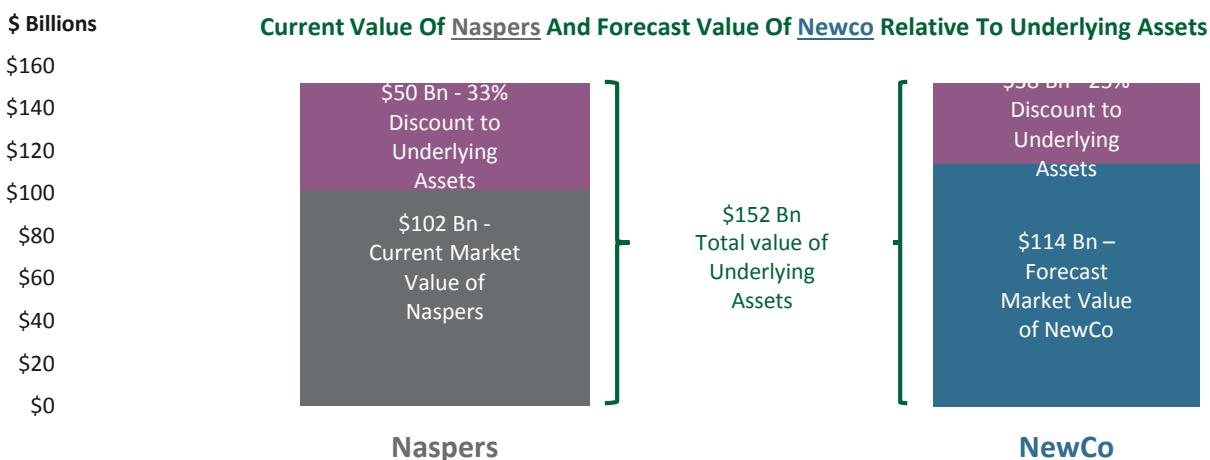 $ Billions
Current Value Of Naspers And Forecast Value Of Newco Relative To Underlying Assets
$160
$140
$120
$100
$80
$60
$40
$20
$0
$50 Bn - 33%
Discount to
Underlying
Assets
$102 Bn -
Current Market
Value of
Naspers
$152 Bn
Total value of
Underlying
Assets
$38 Bn - 25%
Discount to
Underlying
Assets
$114 Bn –
Forecast
Market Value
of NewCo
Naspers
NewCo